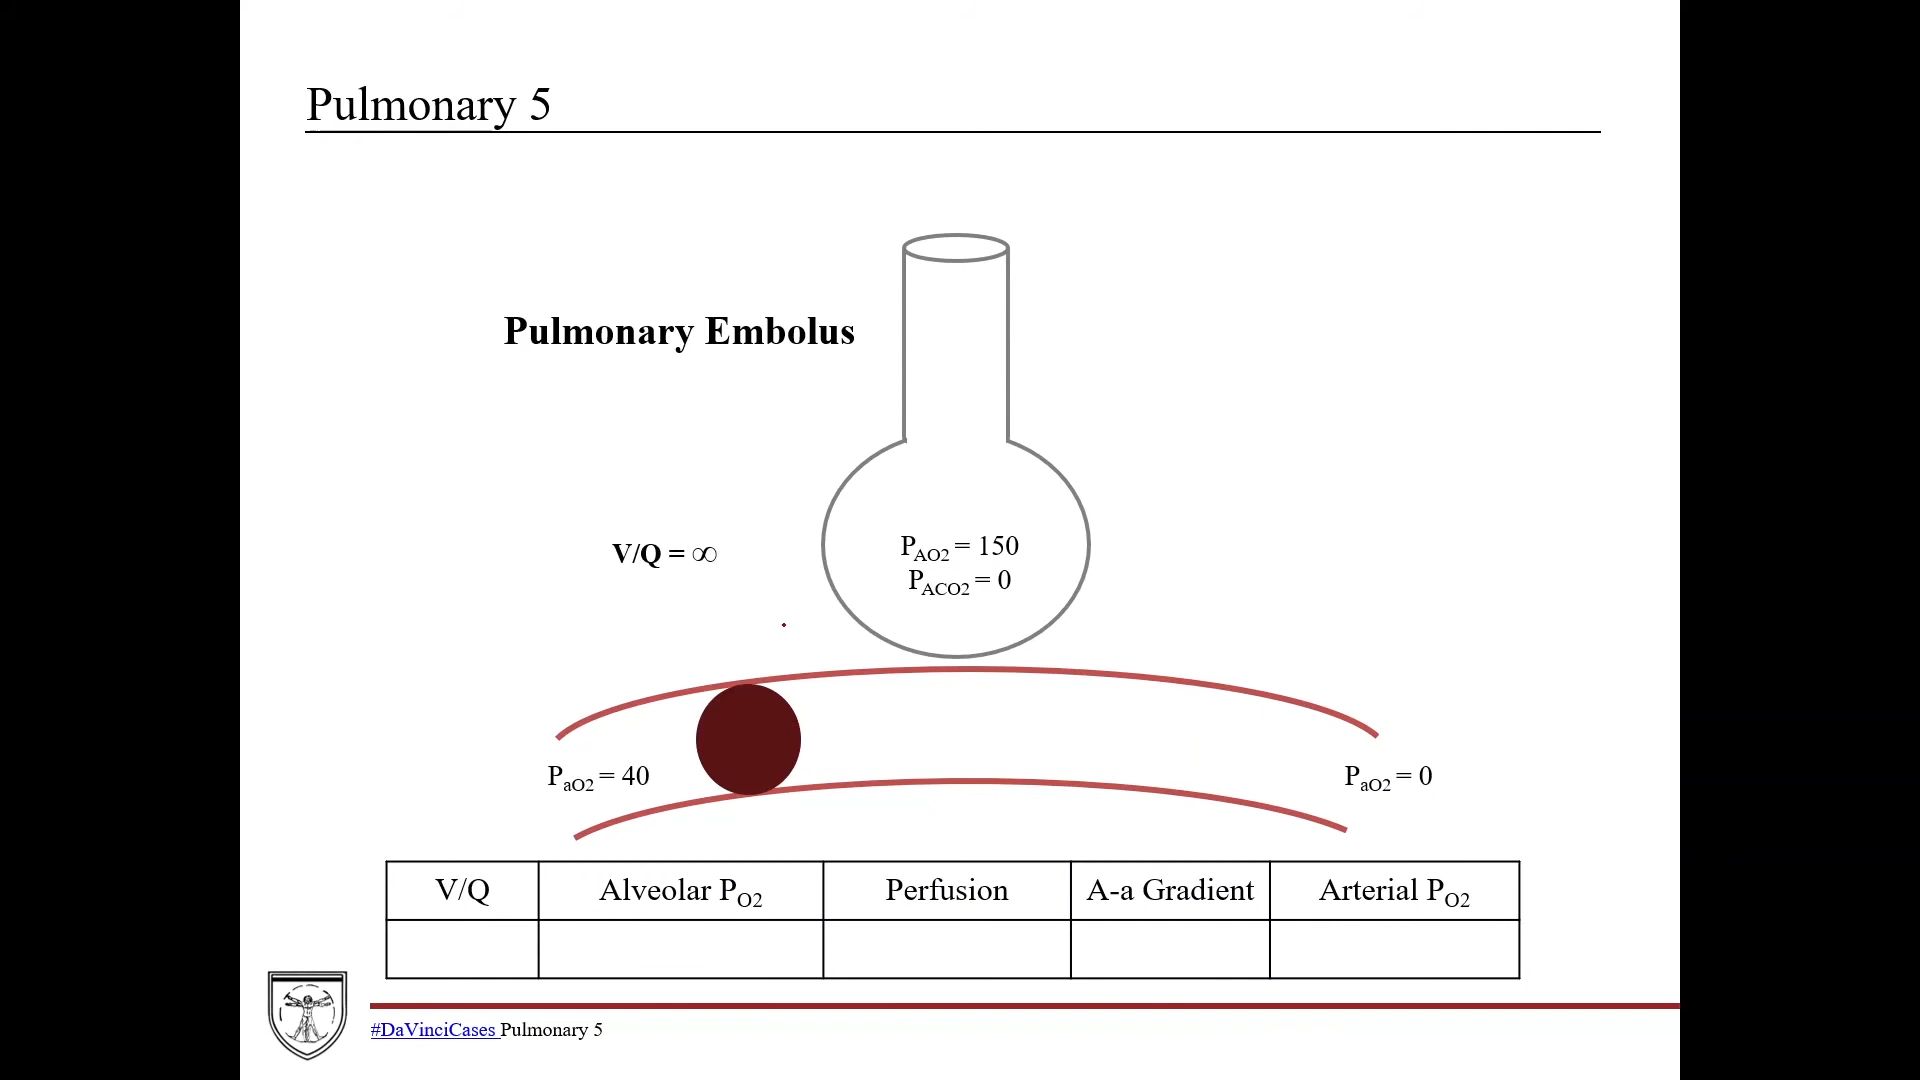 Pulmonary 5
Pulmonary Embolus
V/Q = ∞
PAO2 = 150
PACO2 = 0
PaO2 = 40
PaO2 = 0
V/Q
Alveolar PO2
Perfusion
A-a Gradient
Arterial PO2
#DaVinciCases Pulmonary 5